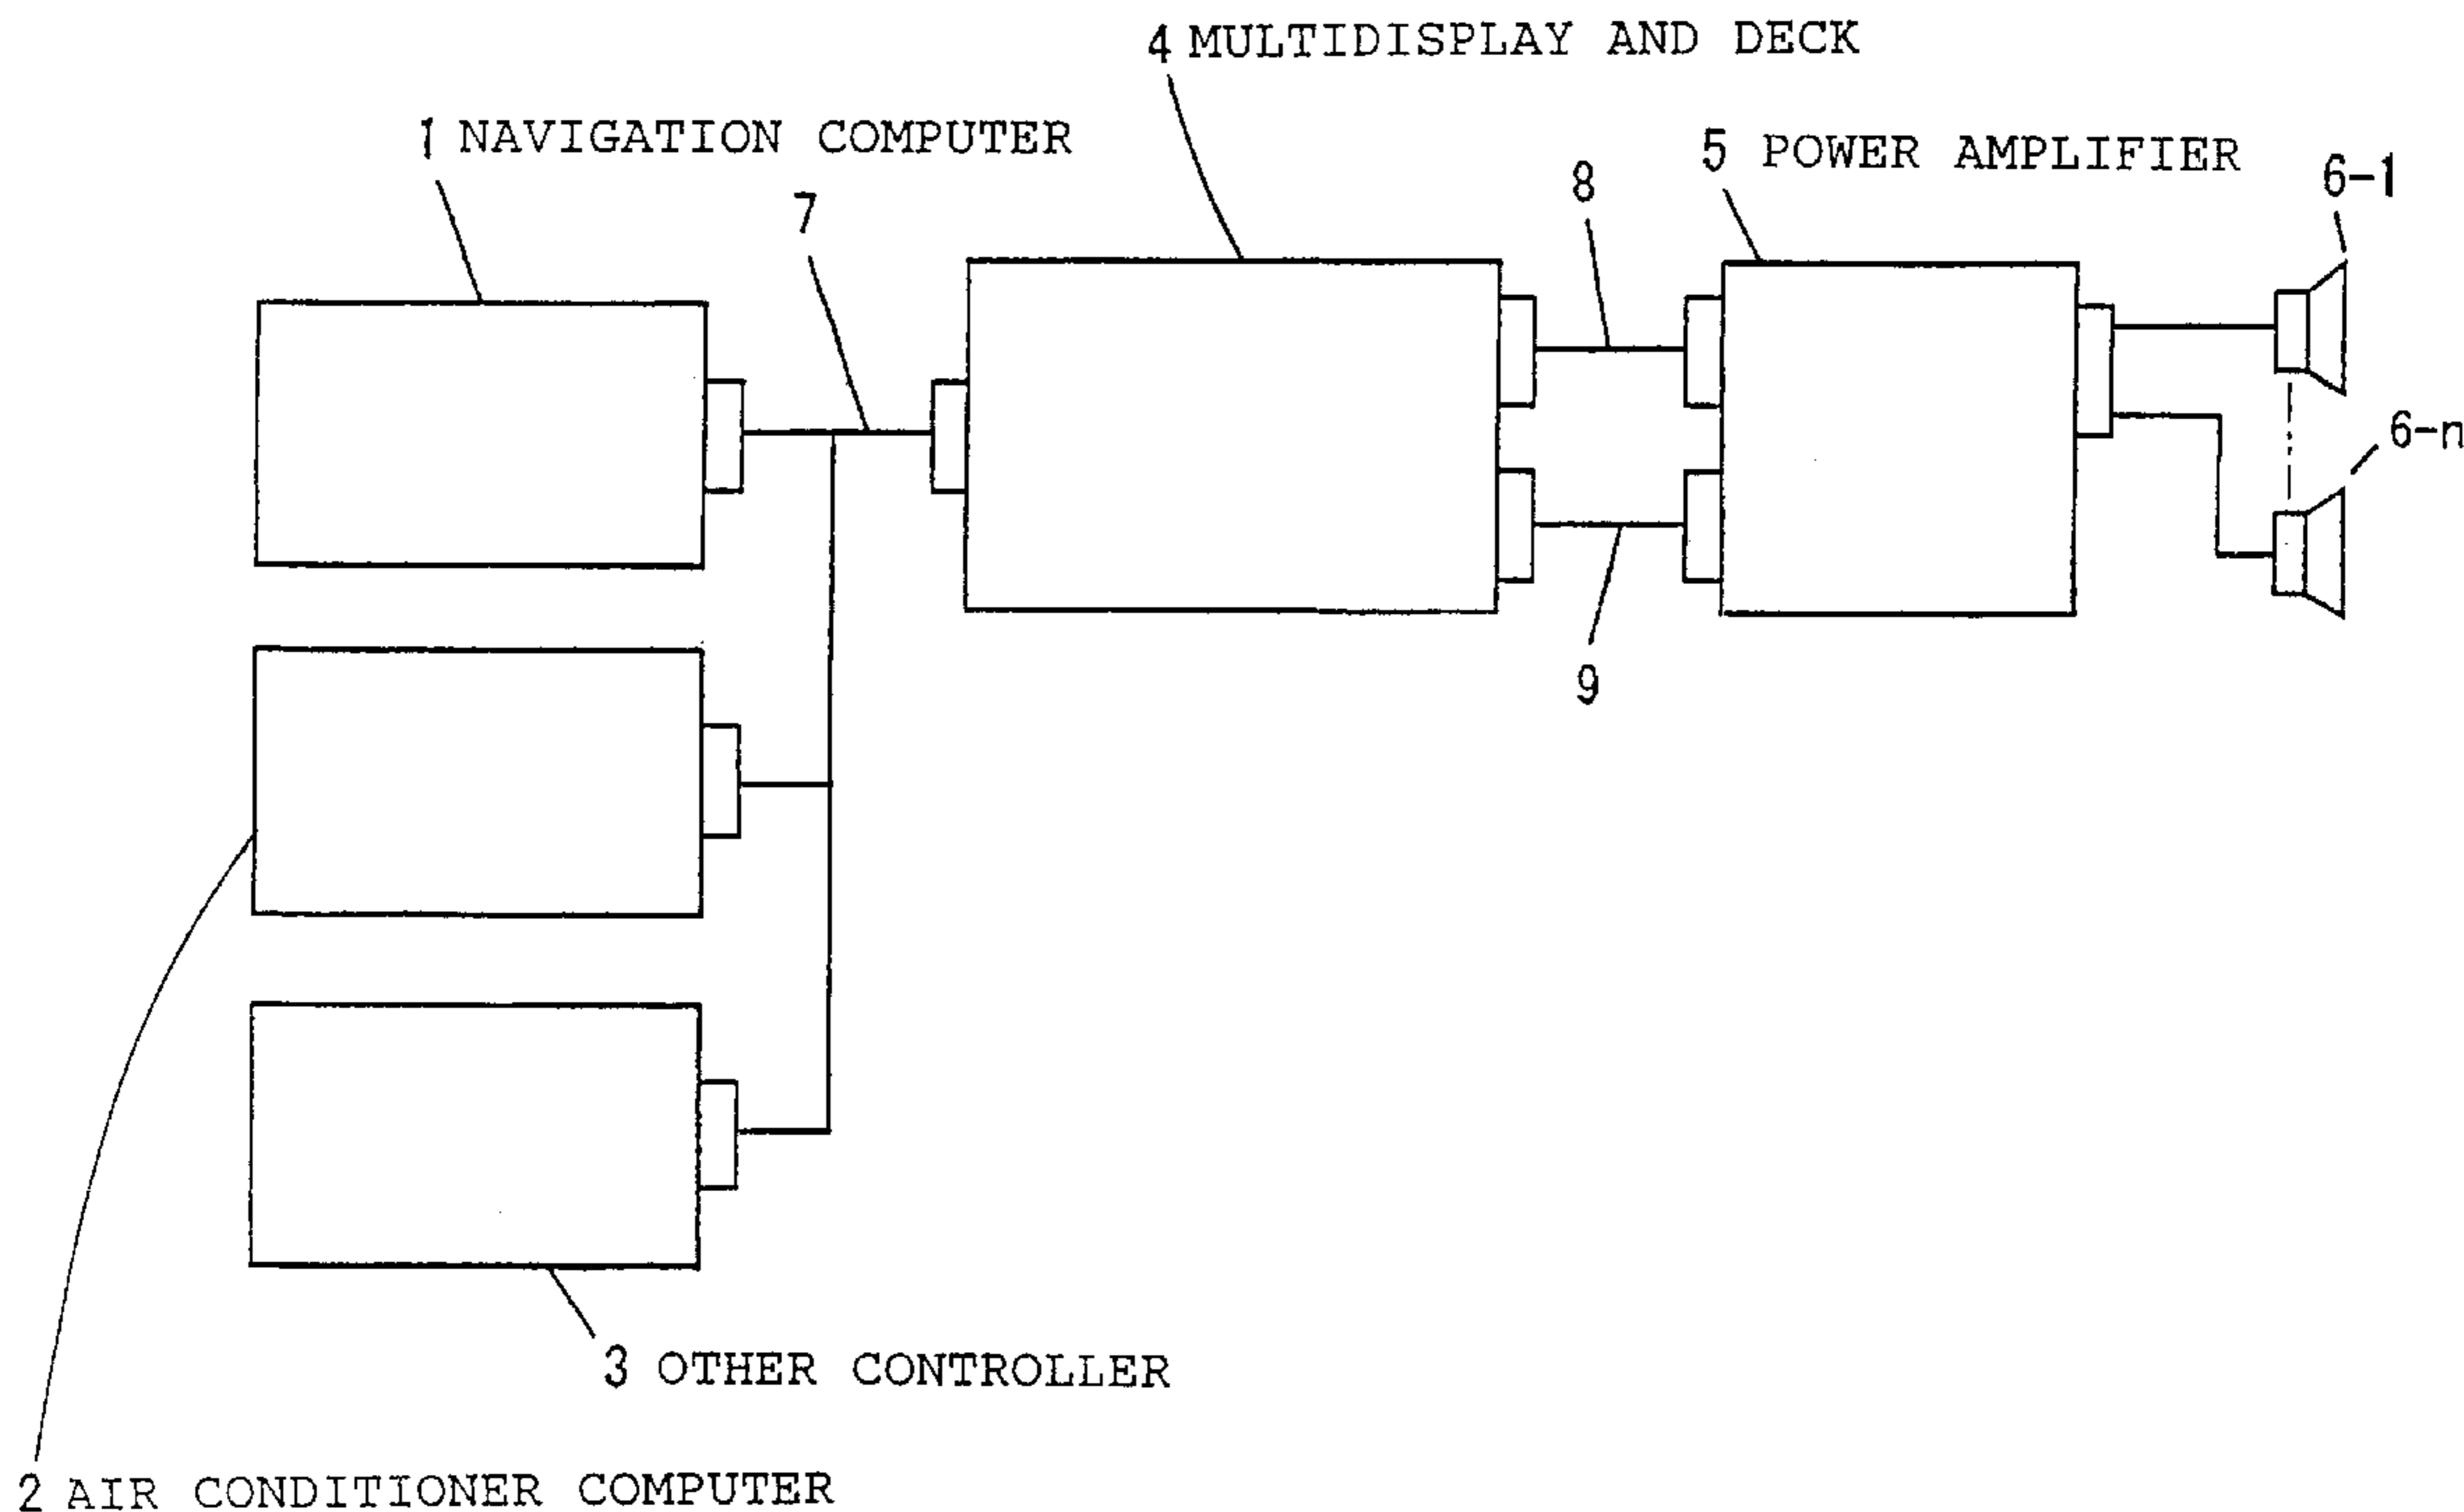 4 MULTIDISPLAY AND DECK
1 NAVIGATION COMPUTER
5 POWER AMPLIFIER
6-1
7
8
6-n
9
3 OTHER CONTROLLER
2 AIR CONDITIONER COMPUTER